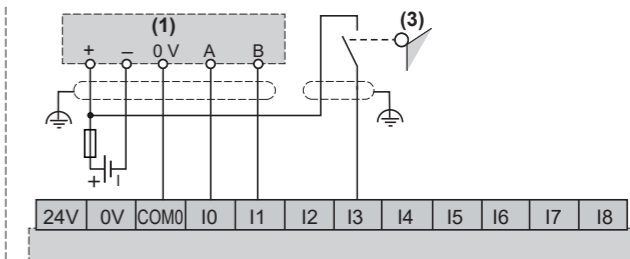 (1)
(3)
+ – 0 V A B
+ –
24V 0V COM0 I0 I1 I2 I3 I4 I5 I6 I7 I8